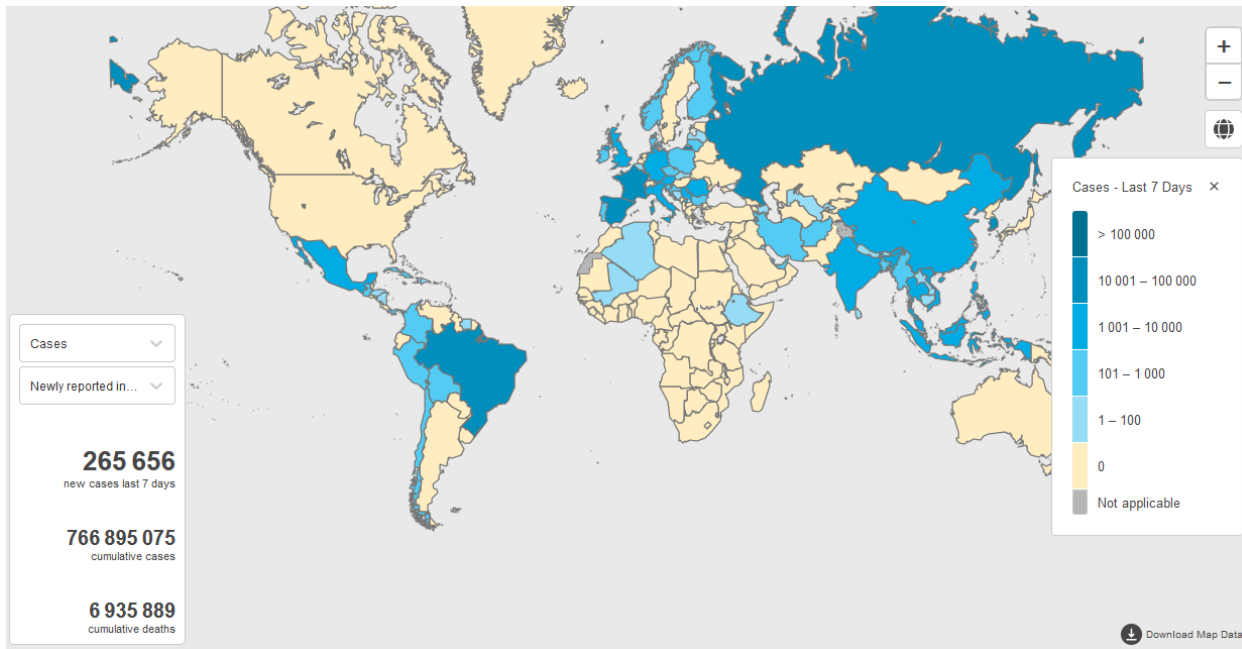 +
−
Cases - Last 7 Days ×
> 100 000
10 001 – 100 000
1 001 – 10 000
101 – 1 000
1 – 100
0
Not applicable
Cases
Newly reported in...
265 656
new cases last 7 days
766 895 075
cumulative cases
6 935 889
cumulative deaths
Download Map Data